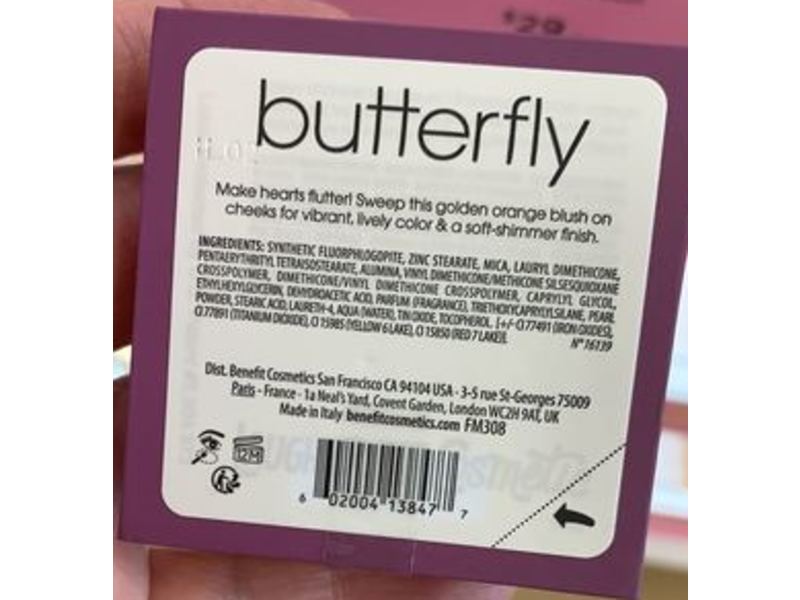 $29
butterfly
Make hearts flutter! Sweep this golden orange blush on
cheeks for vibrant, lively color & a soft-shimmer finish.
INGREDIENTS: SYNTHETIC FLUORPHLOGOPITE, ZINC STEARATE, MICA, LAURYL DIMETHICONE,
PENTAERYTHRITYL TETRAISOSTEARATE, ALUMINA, VINYL DIMETHICONE/METHICONE SILSESQUIOXANE
CROSSPOLYMER, DIMETHICONE/VINYL DIMETHICONE CROSSPOLYMER, CAPRYLYL GLYCOL,
ETHYLHEXYLGLYCERIN, DEHYDROACETIC ACID, PARFUM (FRAGRANCE), TRIETHOXYCAPRYLYLSILANE, PEARL
POWDER, STEARIC ACID, LAURETH-4, AQUA (WATER), TIN OXIDE, TOCOPHEROL. [+/- CI 77491 (IRON OXIDES),
CI 77891 (TITANIUM DIOXIDE), CI 15985 (YELLOW 6 LAKE), CI 15850 (RED 7 LAKE)].
N° 16139
Dist. Benefit Cosmetics San Francisco CA 94104 USA - 3-5 rue St-Georges 75009
Paris - France - 1a Neal's Yard, Covent Garden, London WC2H 9AT, UK
Made in Italy benefitcosmetics.com FM308
12M
6 02004 13847 7